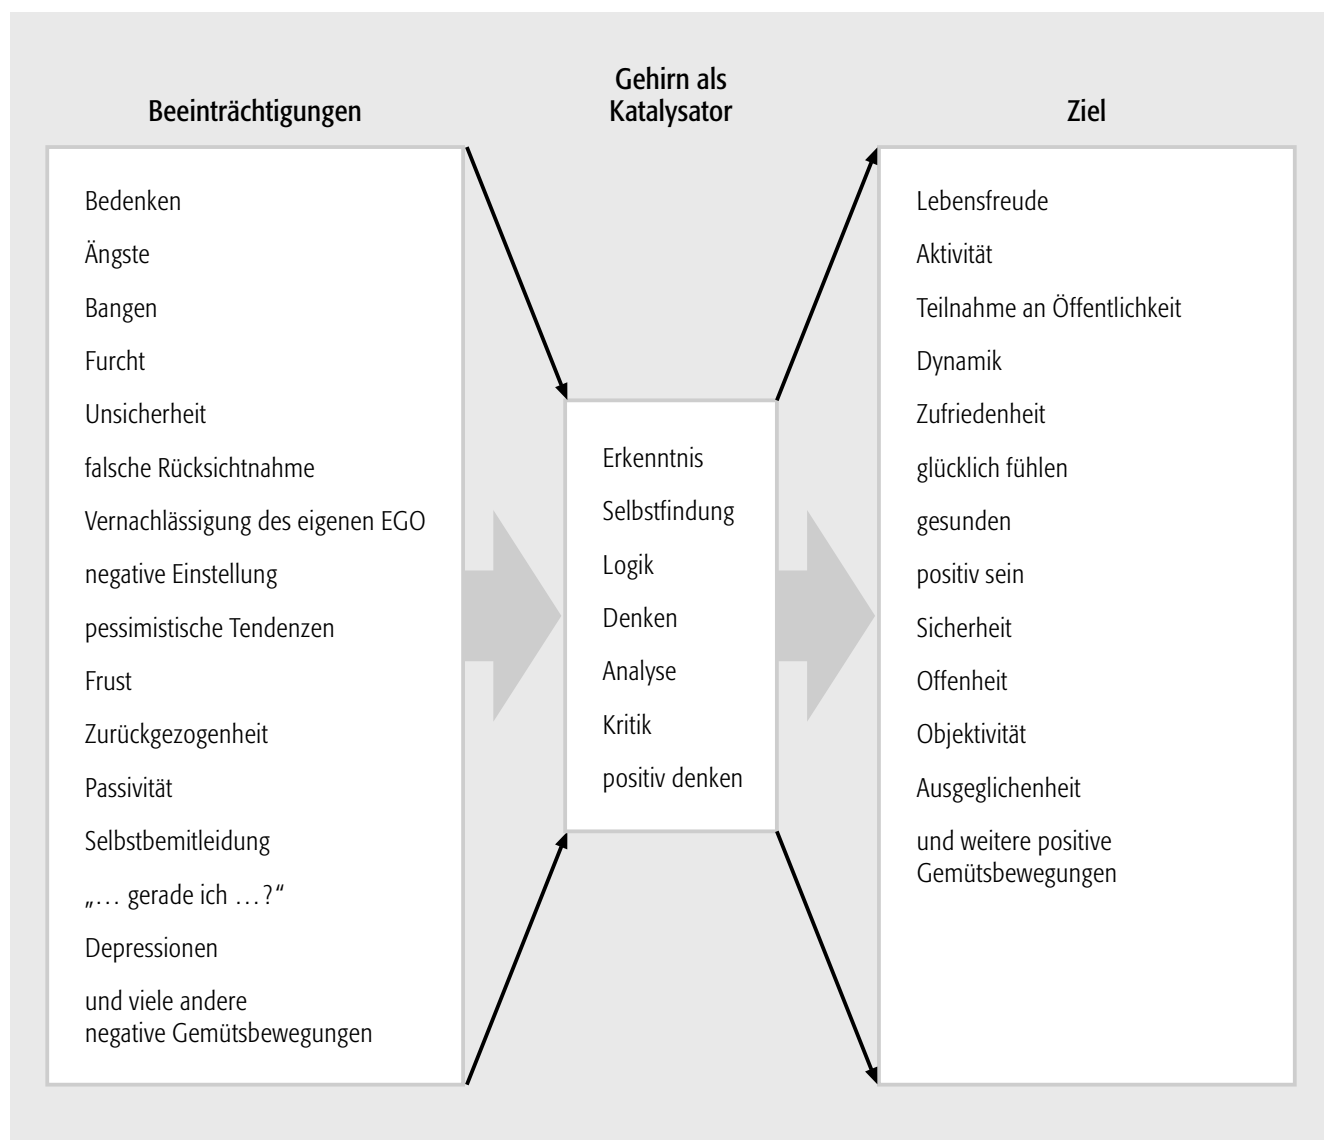 Beeinträchtigungen
Bedenken
Ängste
Bangen
Furcht
Unsicherheit
falsche Rücksichtnahme
Vernachlässigung des eigenen EGO
negative Einstellung
pessimistische Tendenzen
Frust
Zurückgezogenheit
Passivität
Selbstbemitleidung
„… gerade ich …?“
Depressionen
und viele andere
negative Gemütsbewegungen
Gehirn als
Katalysator
Erkenntnis
Selbstfindung
Logik
Denken
Analyse
Kritik
positiv denken
Ziel
Lebensfreude
Aktivität
Teilnahme an Öffentlichkeit
Dynamik
Zufriedenheit
glücklich fühlen
gesunden
positiv sein
Sicherheit
Offenheit
Objektivität
Ausgeglichenheit
und weitere positive
Gemütsbewegungen